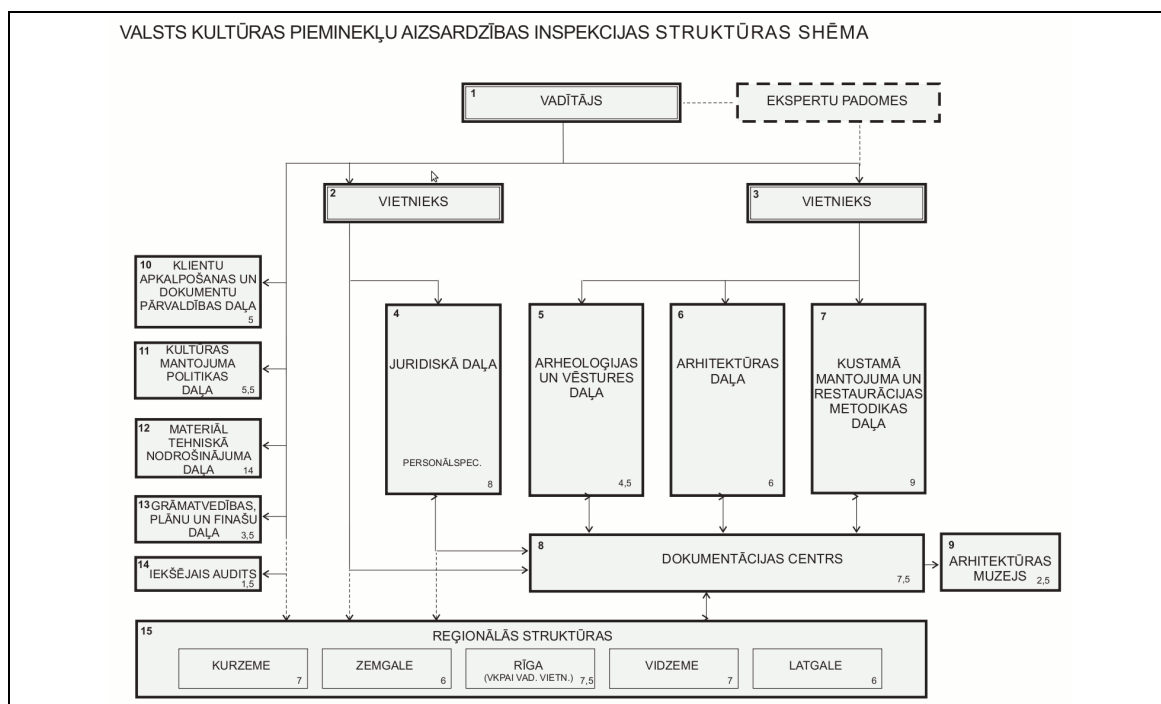 VALSTS KULTŪRAS PIEMINEKĻU AIZSARDZĪBAS INSPEKCIJAS STRUKTŪRAS SHĒMA
1
VADĪTĀJS
EKSPERTU PADOMES
2
VIETNIEKS
3
VIETNIEKS
10 KLIENTU
APKALPOŠANAS UN
DOKUMENTU
PĀRVALDĪBAS DAĻA
5
11 KULTŪRAS
MANTOJUMA
POLITIKAS
DAĻA
5,5
12 MATERIĀL
TEHNISKĀ
NODROŠINĀJUMA
DAĻA
14
13 GRĀMATVEDĪBAS,
PLĀNU UN FINAŠU
DAĻA
3,5
14
IEKŠĒJAIS AUDITS
1,5
4
JURIDISKĀ DAĻA
PERSONĀLSPEC.
8
5
ARHEOLOĢIJAS
UN VĒSTURES
DAĻA
4,5
6
ARHITEKTŪRAS
DAĻA
6
7
KUSTAMĀ
MANTOJUMA UN
RESTAURĀCIJAS
METODIKAS
DAĻA
9
8
DOKUMENTĀCIJAS CENTRS
7,5
9
ARHITEKTŪRAS
MUZEJS
2,5
15
REĢIONĀLĀS STRUKTŪRAS
KURZEME
7
ZEMGALE
6
RĪGA
(VKPAI VAD. VIETN.)
7,5
VIDZEME
7
LATGALE
6